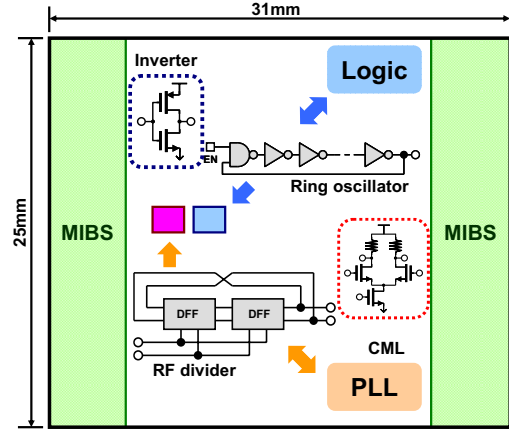 31mm
25mm
Inverter
Logic
EN
Ring oscillator
MIBS
MIBS
DFF
DFF
RF divider
CML
PLL